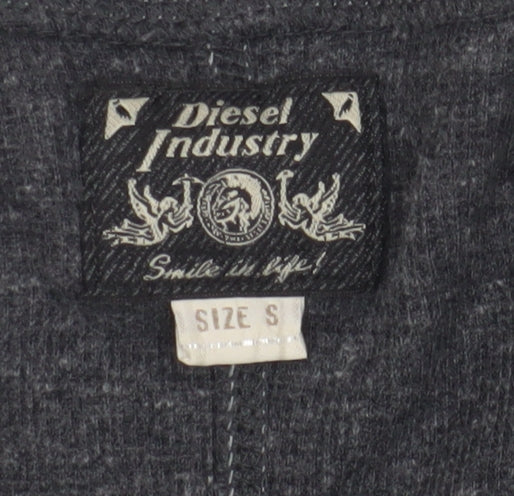 Diesel
Industry
Smile in life!
SIZE S